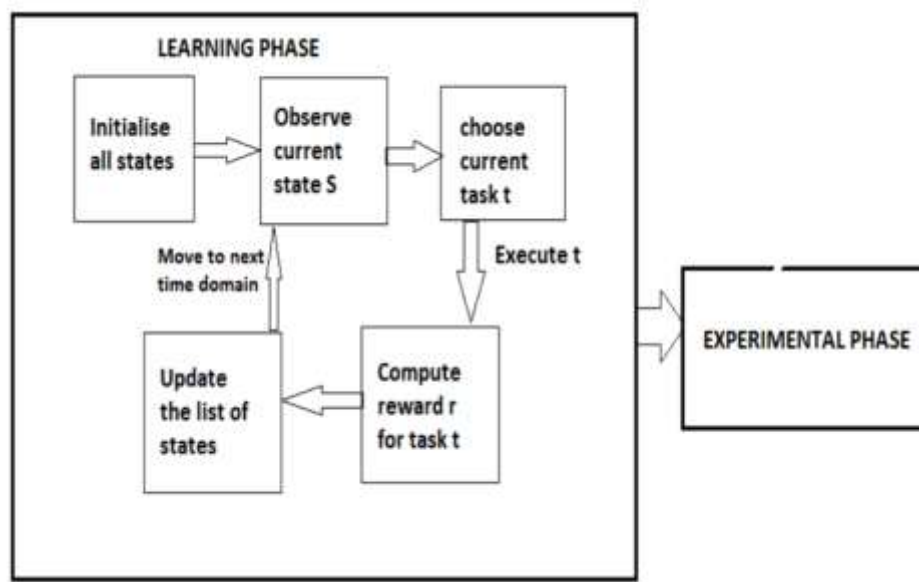 LEARNING PHASE
Initialise
all states
Observe
current
state S
choose
current
task t
Move to next
time domain
Execute t
Update
the list of
states
Compute
reward r
for task t
EXPERIMENTAL PHASE